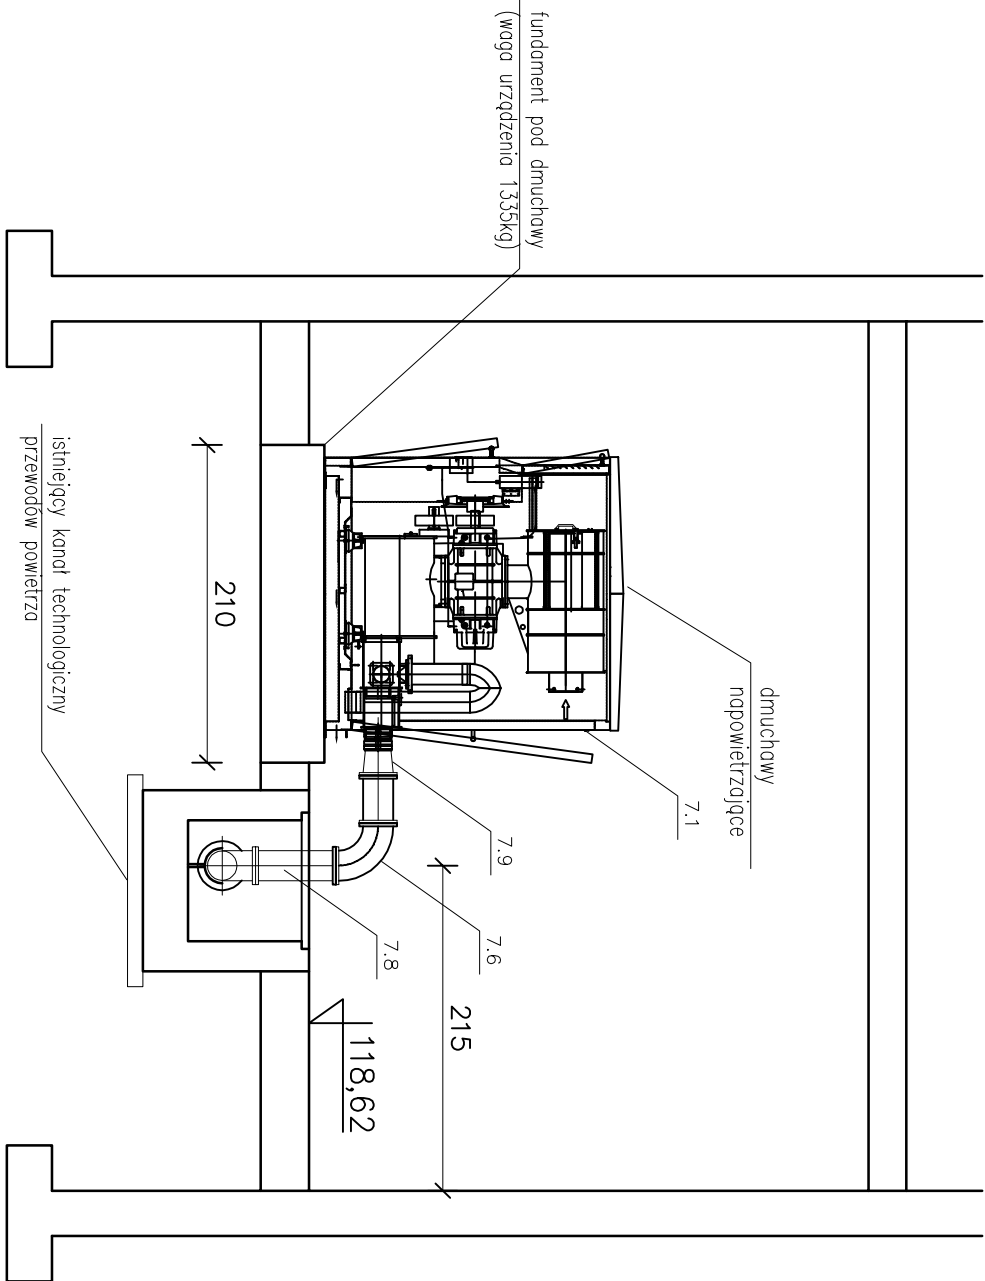 fundament pod dmuchawy
(waga urządzenia 1335kg)
dmuchawy
napowietrzające
7.1
7.9
7.6
7.8
215
118,62
210
istniejący kanał technologiczny
przewodów powietrza